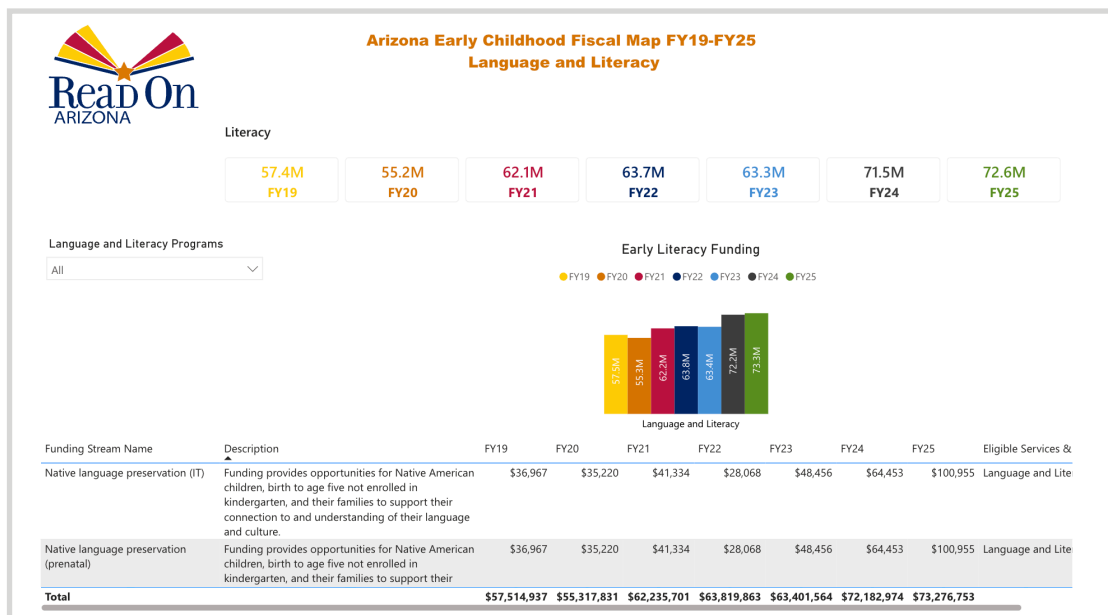 Read On
ARIZONA
Arizona Early Childhood Fiscal Map FY19-FY25
Language and Literacy
Literacy
57.4M 55.2M 62.1M 63.7M 63.3M 71.5M 72.6M
FY19 FY20 FY21 FY22 FY23 FY24 FY25
Language and Literacy Programs
All
Early Literacy Funding
FY19 FY20 FY21 FY22 FY23 FY24 FY25
57.5M 55.3M 62.2M 63.8M 63.4M 72.2M 73.3M
Language and Literacy
Funding Stream Name Description FY19 FY20 FY21 FY22 FY23 FY24 FY25 Eligible Services &
Native language preservation (IT) Funding provides opportunities for Native American $36,967 $35,220 $41,334 $28,068 $48,456 $64,453 $100,955 Language and Lite
children, birth to age five not enrolled in
kindergarten, and their families to support their
connection to and understanding of their language
and culture.
Native language preservation Funding provides opportunities for Native American $36,967 $35,220 $41,334 $28,068 $48,456 $64,453 $100,955 Language and Lite
(prenatal) children, birth to age five not enrolled in
kindergarten, and their families to support their
Total $57,514,937 $55,317,831 $62,235,701 $63,819,863 $63,401,564 $72,182,974 $73,276,753